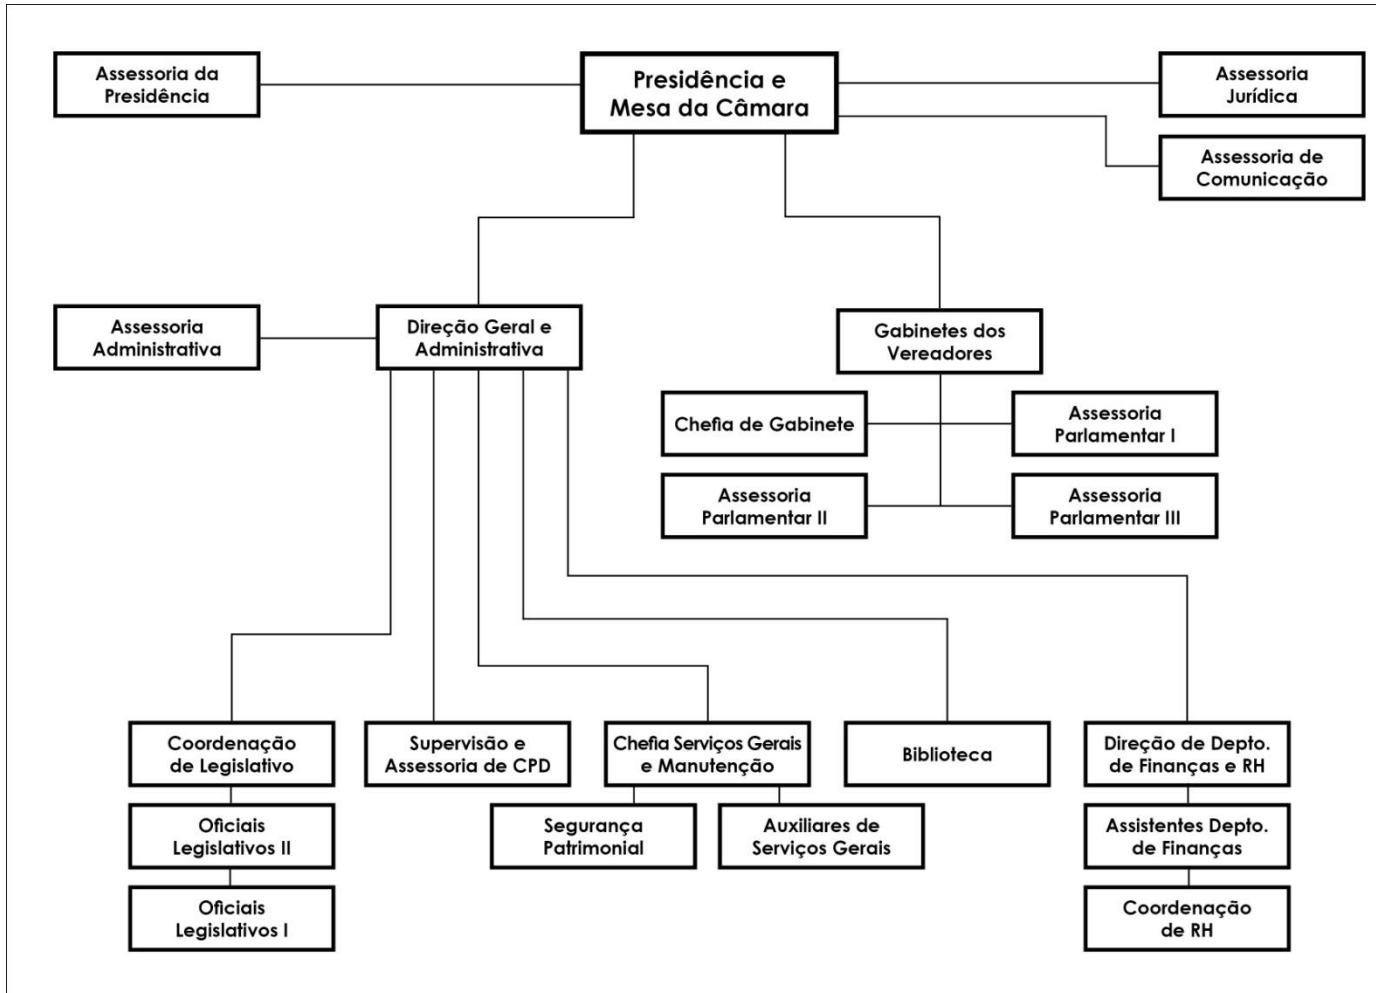 Assessoria da
Presidência
Presidência e
Mesa da Câmara
Assessoria
Jurídica
Assessoria de
Comunicação
Assessoria
Administrativa
Direção Geral e
Administrativa
Gabinetes dos
Vereadores
Chefia de Gabinete
Assessoria
Parlamentar I
Assessoria
Parlamentar II
Assessoria
Parlamentar III
Coordenação
de Legislativo
Supervisão e
Assessoria de CPD
Chefia Serviços Gerais
e Manutenção
Biblioteca
Direção de Depto.
de Finanças e RH
Oficiais
Legislativos II
Segurança
Patrimonial
Auxiliares de
Serviços Gerais
Assistentes Depto.
de Finanças
Oficiais
Legislativos I
Coordenação
de RH